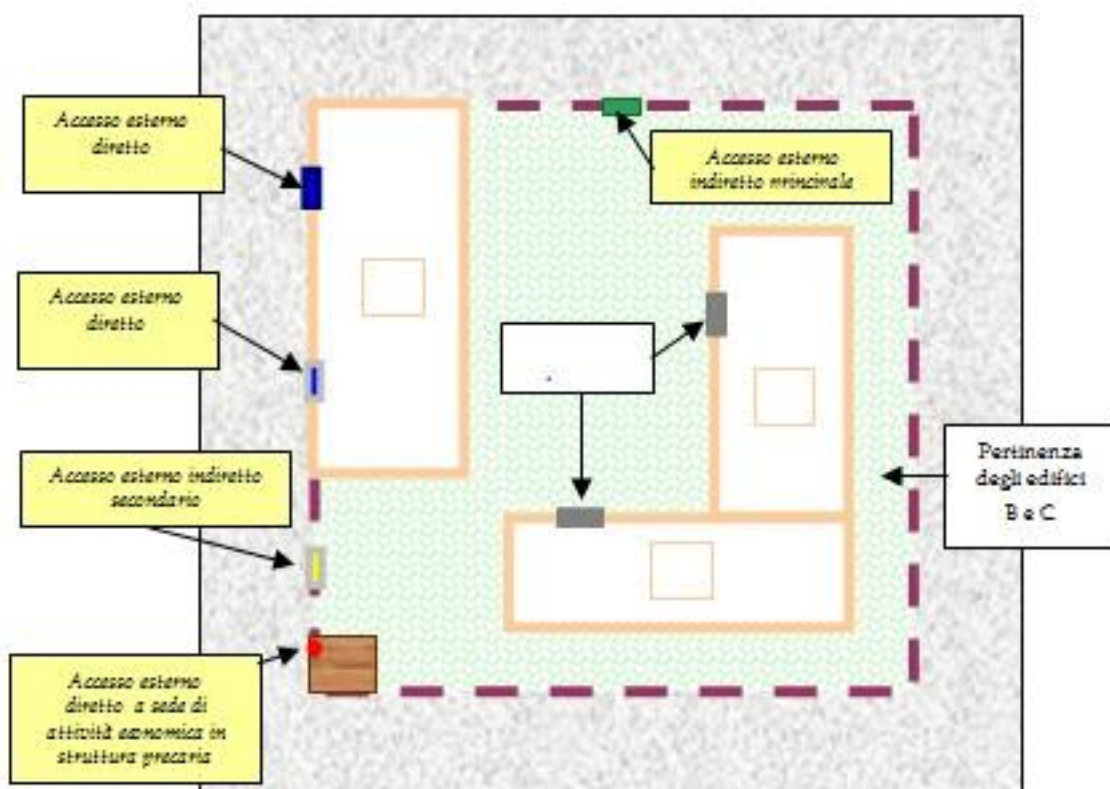 Accesso esterno
diretto
Accesso esterno
indiretto principale
Accesso esterno
diretto
Accesso esterno indiretto
secondario
Pertinenza
degli edifici
B e C
Accesso esterno
diretto a sede di
attività economica in
struttura precaria